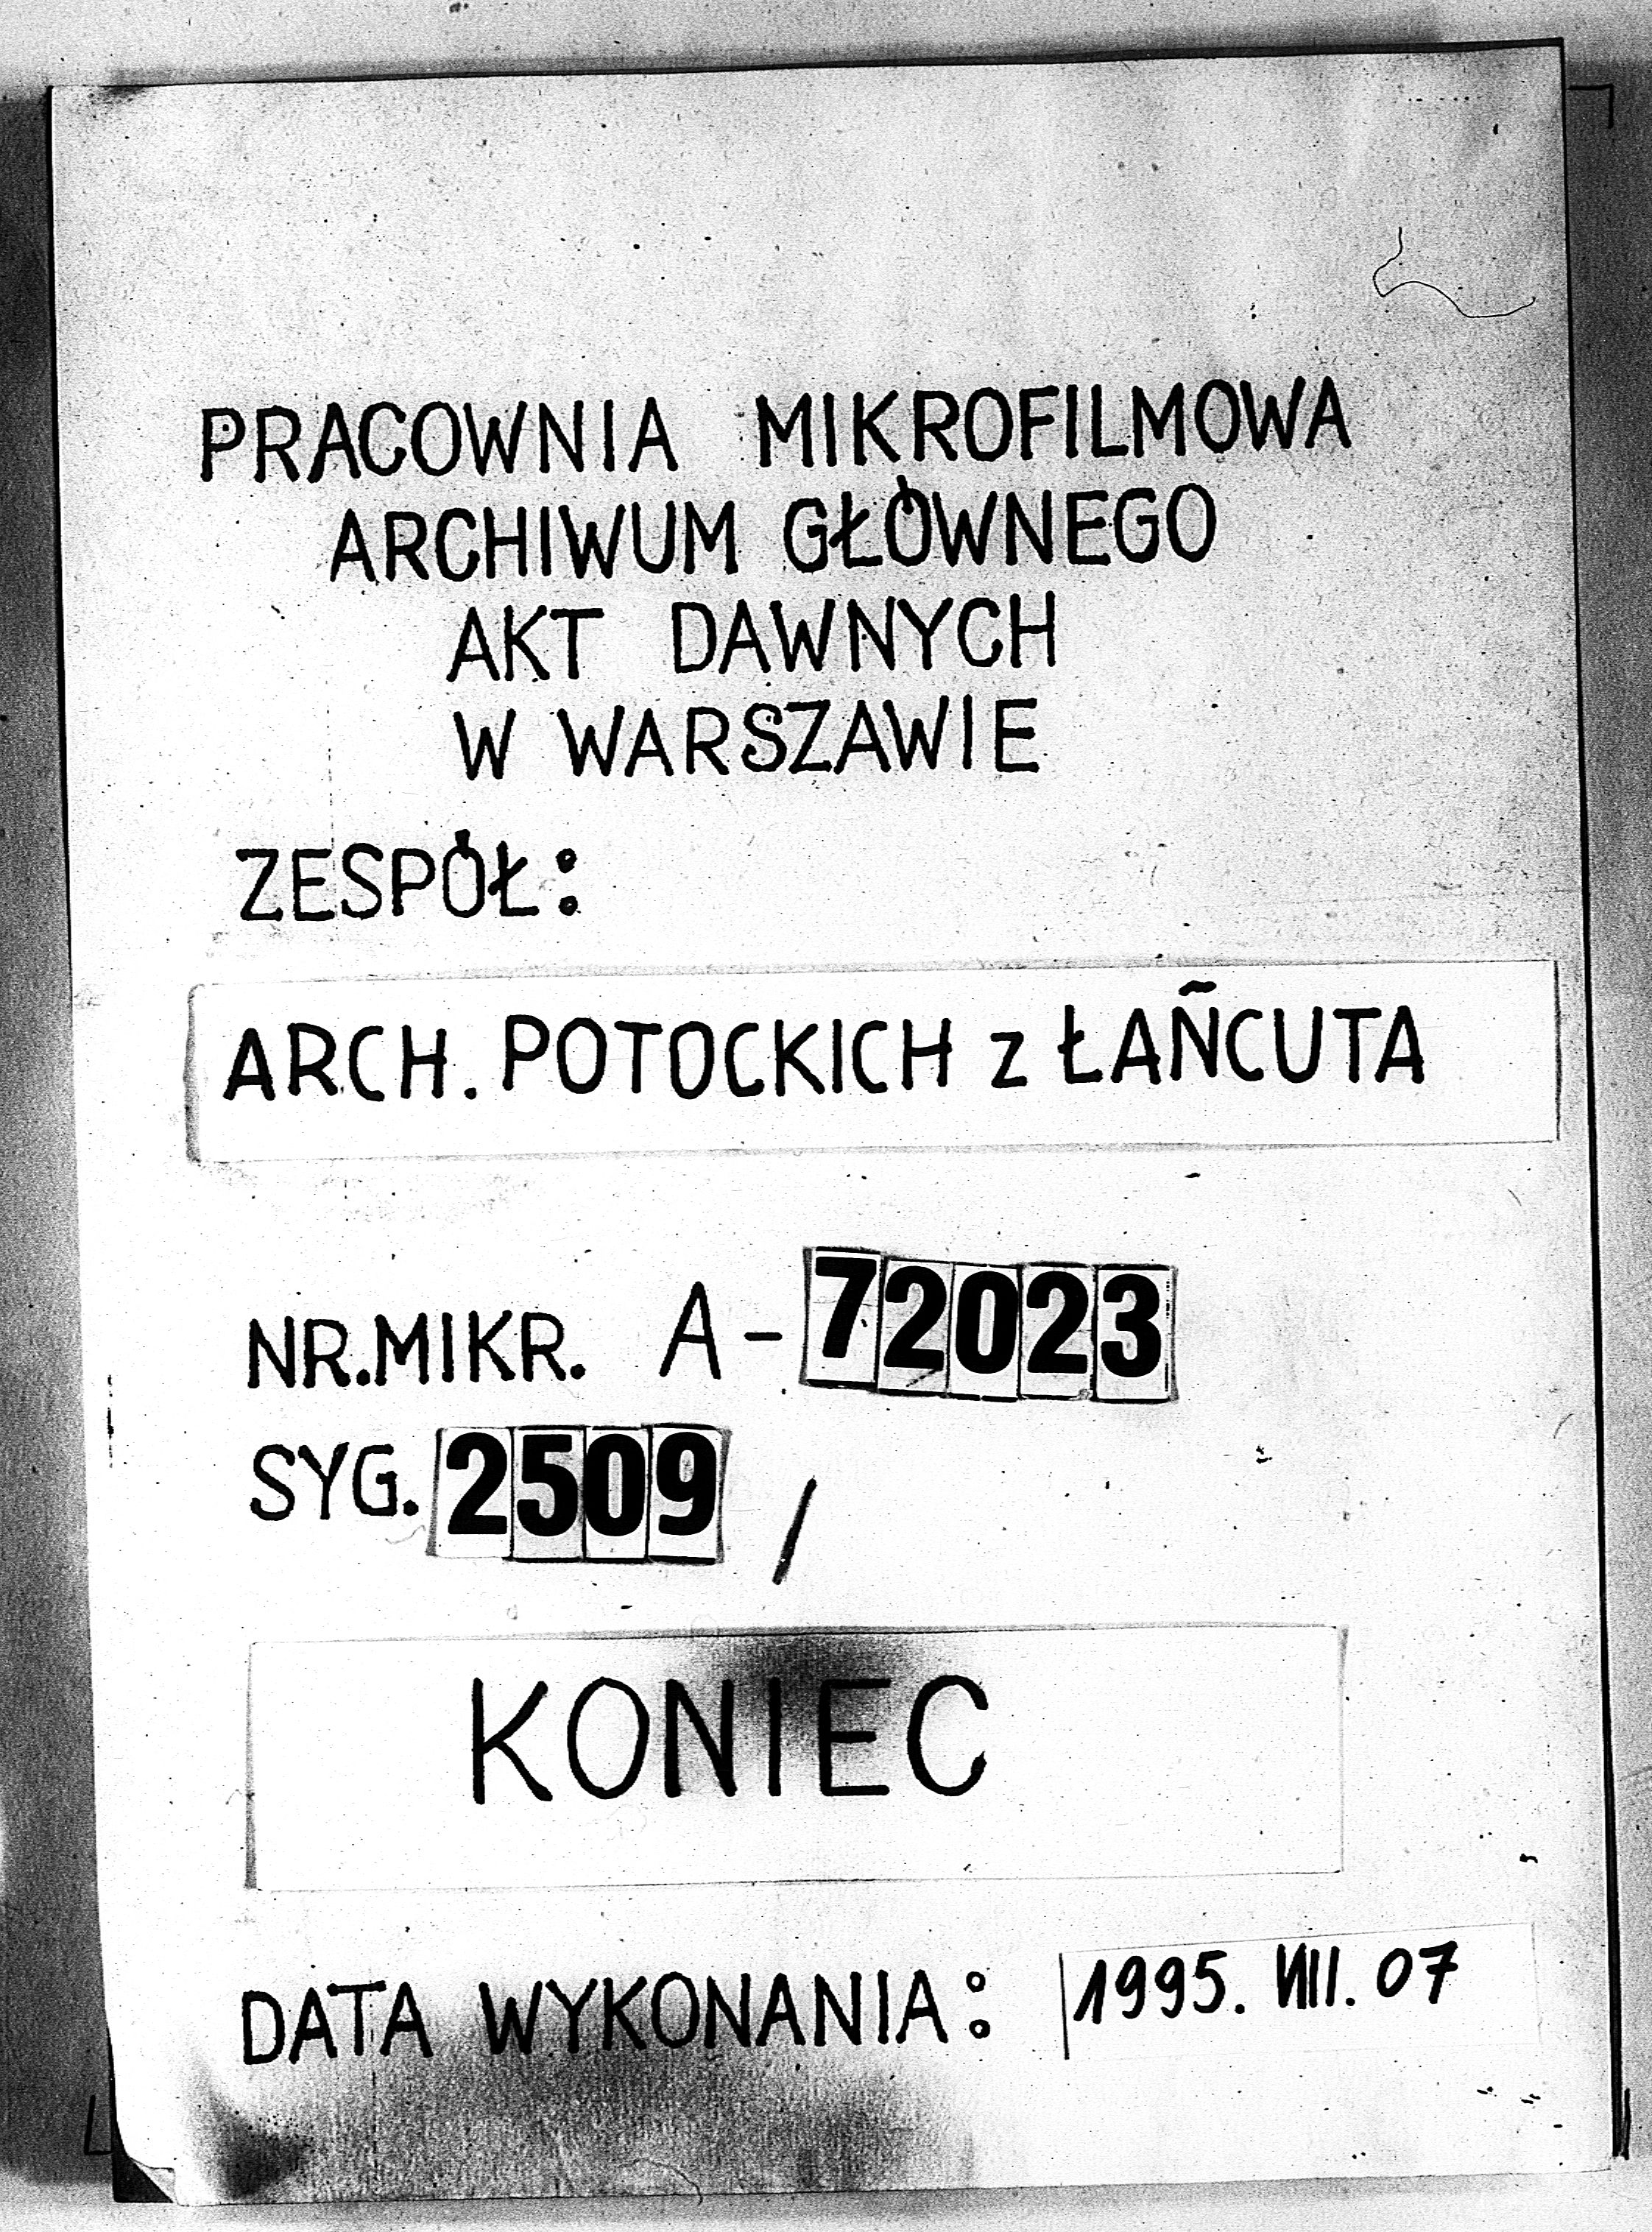 PRACOWNIA MIKROFILMOWA
ARCHIWUM GŁÓWNEGO
AKT DAWNYCH
W WARSZAWIE
ZESPÓŁ:
ARCH. POTOCKICH z ŁAÑCUTA
NR.MIKR. A-72023
SYG. 2509 /
KONIEC
DATA WYKONANIA: 1995. VIII. 07